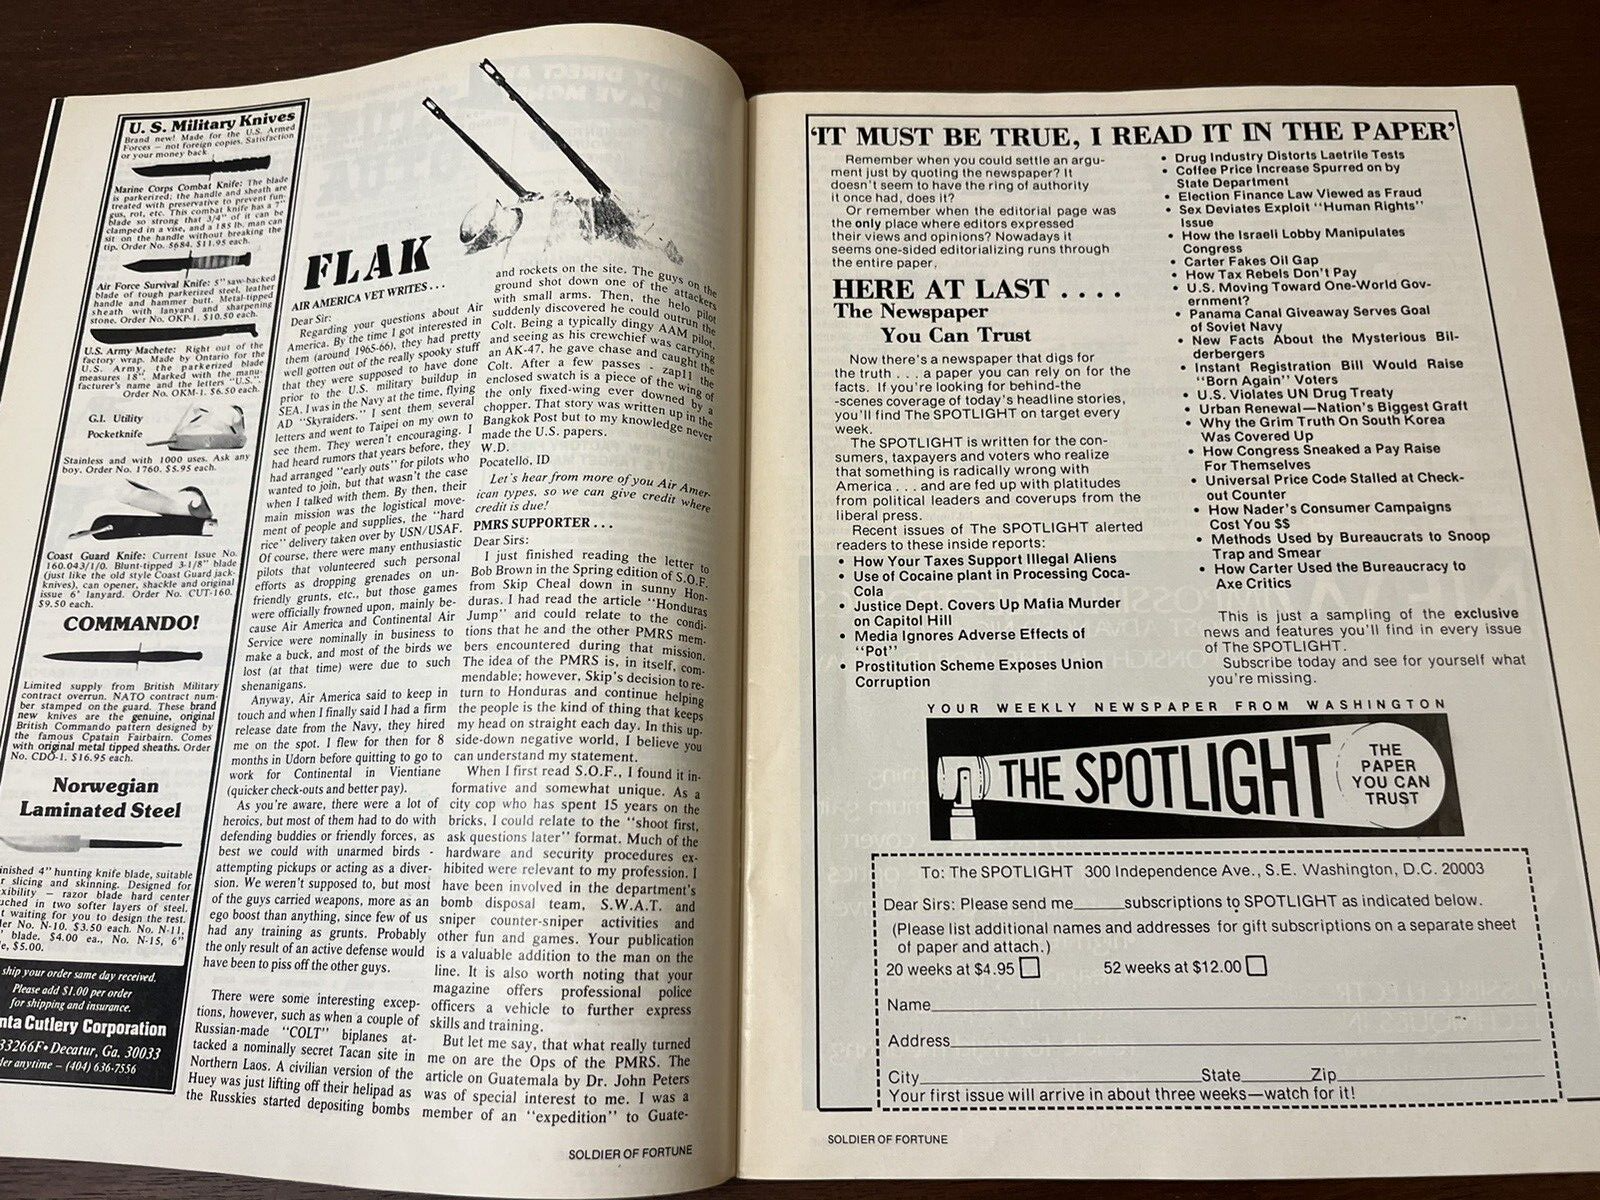 U. S. Military Knives
Brand new! Made for the U.S. Armed
Forces — not foreign copies. Satisfaction
or your money back.
Marine Corps Combat Knife: The blade
is parkerized; the handle and sheath are
treated with preservative to prevent fun-
gus, rot, etc. This combat knife has a 7"
blade so strong that 3/4" of it can be
clamped in a vise, and a 185 lb. man can
sit on the handle without breaking the
tip. Order No. 5684. $11.95 each.
Air Force Survival Knife: 5" saw-backed
blade of tough parkerized steel, leather
handle and hammer butt. Metal-tipped
sheath with lanyard and sharpening
stone. Order No. OKP-1. $10.50 each.
U.S. Army Machete: Right out of the
factory wrap. Made by Ontario for the
U.S. Army, the parkerized blade
measures 18". Marked with the manu-
facturer's name and the letters "U.S."
Order No. OKM-1. $6.50 each.
G.I. Utility
Pocketknife
Stainless and with 1000 uses. Ask any
boy. Order No. 1760. $5.95 each.
Coast Guard Knife: Current Issue No.
160.043/1/0. Blunt-tipped 3-1/8" blade
(just like the old style Coast Guard jack-
knives), can opener, shackle and original
issue 6' lanyard. Order No. CUT-160.
$9.50 each.
COMMANDO!
Limited supply from British Military
contract overrun. NATO contract num-
ber stamped on the guard. These brand
new knives are the genuine, original
British Commando pattern designed by
the famous Cpatain Fairbairn. Comes
with original metal tipped sheaths. Order
No. CDO-1. $16.95 each.
Norwegian
Laminated Steel
inished 4" hunting knife blade, suitable
r slicing and skinning. Designed for
xibility — razor blade hard center
uched in two softer layers of steel.
t waiting for you to design the rest.
er No. N-10. $3.50 each. No. N-11,
' blade. $4.00 ea., No. N-15, 6"
e, $5.00.
ship your order same day received.
Please add $1.00 per order
for shipping and insurance.
nta Cutlery Corporation
33266F • Decatur, Ga. 30033
er anytime — (404) 636-7556
FLAK
AIR AMERICA VET WRITES . . .
Dear Sir:
Regarding your questions about Air
America. By the time I got interested in
them (around 1965-66), they had pretty
well gotten out of the really spooky stuff
that they were supposed to have done
prior to the U.S. military buildup in
SEA. I was in the Navy at the time, flying
AD "Skyraiders." I sent them several
letters and went to Taipei on my own to
see them. They weren't encouraging. I
had heard rumors that years before, they
had arranged "early outs" for pilots who
wanted to join, but that wasn't the case
when I talked with them. By then, their
main mission was the logistical move-
ment of people and supplies, the "hard
rice" delivery taken over by USN/USAF.
Of course, there were many enthusiastic
pilots that volunteered such personal
efforts as dropping grenades on un-
friendly grunts, etc., but those games
were officially frowned upon, mainly be-
cause Air America and Continental Air
Service were nominally in business to
make a buck, and most of the birds we
lost (at that time) were due to such
shenanigans.
Anyway, Air America said to keep in
touch and when I finally said I had a firm
release date from the Navy, they hired
me on the spot. I flew for then for 8
months in Udorn before quitting to go to
work for Continental in Vientiane
(quicker check-outs and better pay).
As you're aware, there were a lot of
heroics, but most of them had to do with
defending buddies or friendly forces, as
best we could with unarmed birds -
attempting pickups or acting as a diver-
sion. We weren't supposed to, but most
of the guys carried weapons, more as an
ego boost than anything, since few of us
had any training as grunts. Probably
the only result of an active defense would
have been to piss off the other guys.
There were some interesting excep-
tions, however, such as when a couple of
Russian-made "COLT" biplanes at-
tacked a nominally secret Tacan site in
Northern Laos. A civilian version of the
Huey was just lifting off their helipad as
the Russkies started depositing bombs
and rockets on the site. The guys on the
ground shot down one of the attackers
with small arms. Then, the helo pilot
suddenly discovered he could outrun the
Colt. Being a typically dingy AAM pilot,
and seeing as his crewchief was carrying
an AK-47, he gave chase and caught the
Colt. After a few passes - zap!! the
enclosed swatch is a piece of the wing of
the only fixed-wing ever downed by a
chopper. That story was written up in the
Bangkok Post but to my knowledge never
made the U.S. papers.
W.D.
Pocatello, ID
Let's hear from more of you Air Amer-
ican types, so we can give credit where
credit is due!
PMRS SUPPORTER . . .
Dear Sirs:
I just finished reading the letter to
Bob Brown in the Spring edition of S.O.F.
from Skip Cheal down in sunny Hon-
duras. I had read the article "Honduras
Jump" and could relate to the condi-
tions that he and the other PMRS mem-
bers encountered during that mission.
The idea of the PMRS is, in itself, com-
mendable; however, Skip's decision to re-
turn to Honduras and continue helping
the people is the kind of thing that keeps
my head on straight each day. In this up-
side-down negative world, I believe you
can understand my statement.
When I first read S.O.F., I found it in-
formative and somewhat unique. As a
city cop who has spent 15 years on the
bricks, I could relate to the "shoot first,
ask questions later" format. Much of the
hardware and security procedures ex-
hibited were relevant to my profession. I
have been involved in the department's
bomb disposal team, S.W.A.T. and
sniper counter-sniper activities and
other fun and games. Your publication
is a valuable addition to the man on the
line. It is also worth noting that your
magazine offers professional police
officers a vehicle to further express
skills and training.
But let me say, that what really turned
me on are the Ops of the PMRS. The
article on Guatemala by Dr. John Peters
was of special interest to me. I was a
member of an "expedition" to Guate-
SOLDIER OF FORTUNE
'IT MUST BE TRUE, I READ IT IN THE PAPER'
Remember when you could settle an argu-
ment just by quoting the newspaper? It
doesn't seem to have the ring of authority
it once had, does it?
Or remember when the editorial page was
the only place where editors expressed
their views and opinions? Nowadays it
seems one-sided editorializing runs through
the entire paper.
HERE AT LAST . . . .
The Newspaper
You Can Trust
Now there's a newspaper that digs for
the truth . . . a paper you can rely on for the
facts. If you're looking for behind-the
-scenes coverage of today's headline stories,
you'll find The SPOTLIGHT on target every
week.
The SPOTLIGHT is written for the con-
sumers, taxpayers and voters who realize
that something is radically wrong with
America . . . and are fed up with platitudes
from political leaders and coverups from the
liberal press.
Recent issues of The SPOTLIGHT alerted
readers to these inside reports:
• How Your Taxes Support Illegal Aliens
• Use of Cocaine plant in Processing Coca-
Cola
• Justice Dept. Covers Up Mafia Murder
on Capitol Hill
• Media Ignores Adverse Effects of
"Pot"
• Prostitution Scheme Exposes Union
Corruption
• Drug Industry Distorts Laetrile Tests
• Coffee Price Increase Spurred on by
State Department
• Election Finance Law Viewed as Fraud
• Sex Deviates Exploit "Human Rights"
Issue
• How the Israeli Lobby Manipulates
Congress
• Carter Fakes Oil Gap
• How Tax Rebels Don't Pay
• U.S. Moving Toward One-World Gov-
ernment?
• Panama Canal Giveaway Serves Goal
of Soviet Navy
• New Facts About the Mysterious Bil-
derbergers
• Instant Registration Bill Would Raise
"Born Again" Voters
• U.S. Violates UN Drug Treaty
• Urban Renewal—Nation's Biggest Graft
• Why the Grim Truth On South Korea
Was Covered Up
• How Congress Sneaked a Pay Raise
For Themselves
• Universal Price Code Stalled at Check-
out Counter
• How Nader's Consumer Campaigns
Cost You $$
• Methods Used by Bureaucrats to Snoop
Trap and Smear
• How Carter Used the Bureaucracy to
Axe Critics
This is just a sampling of the exclusive
news and features you'll find in every issue
of The SPOTLIGHT.
Subscribe today and see for yourself what
you're missing.
YOUR WEEKLY NEWSPAPER FROM WASHINGTON
THE SPOTLIGHT
THE
PAPER
YOU CAN
TRUST
To: The SPOTLIGHT 300 Independence Ave., S.E. Washington, D.C. 20003
Dear Sirs: Please send me______subscriptions to SPOTLIGHT as indicated below.
(Please list additional names and addresses for gift subscriptions on a separate sheet
of paper and attach.)
20 weeks at $4.95 □ 52 weeks at $12.00 □
Name
Address
City State Zip
Your first issue will arrive in about three weeks—watch for it!
SOLDIER OF FORTUNE